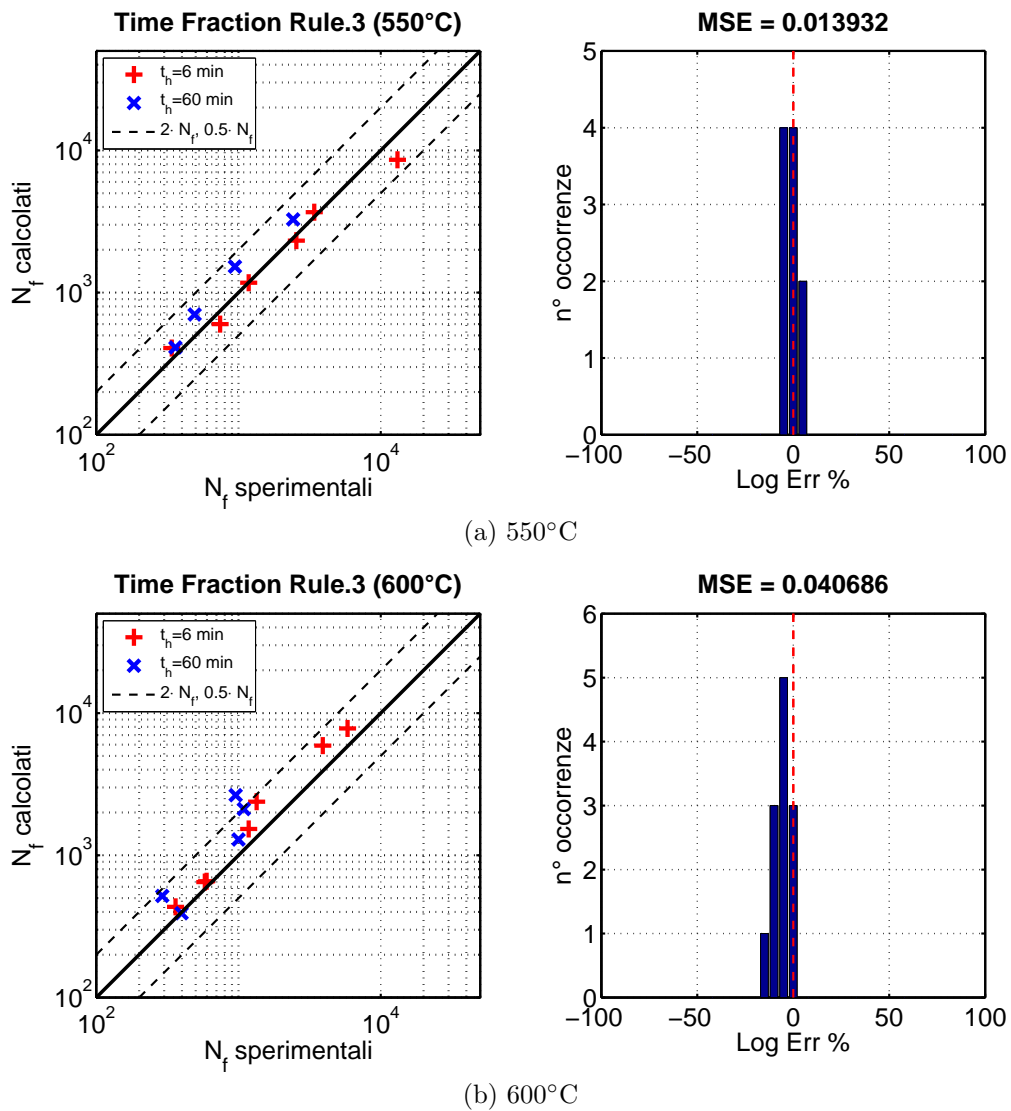 Time Fraction Rule.3 (550°C)
t_h=6 min
t_h=60 min
2· N_f, 0.5· N_f
10^4
10^3
10^2
10^2
10^4
N_f calcolati
N_f sperimentali
MSE = 0.013932
5
4
3
2
1
0
−100
−50
0
50
100
n° occorrenze
Log Err %
(a) 550°C
Time Fraction Rule.3 (600°C)
t_h=6 min
t_h=60 min
2· N_f, 0.5· N_f
10^4
10^3
10^2
10^2
10^4
N_f calcolati
N_f sperimentali
MSE = 0.040686
6
5
4
3
2
1
0
−100
−50
0
50
100
n° occorrenze
Log Err %
(b) 600°C